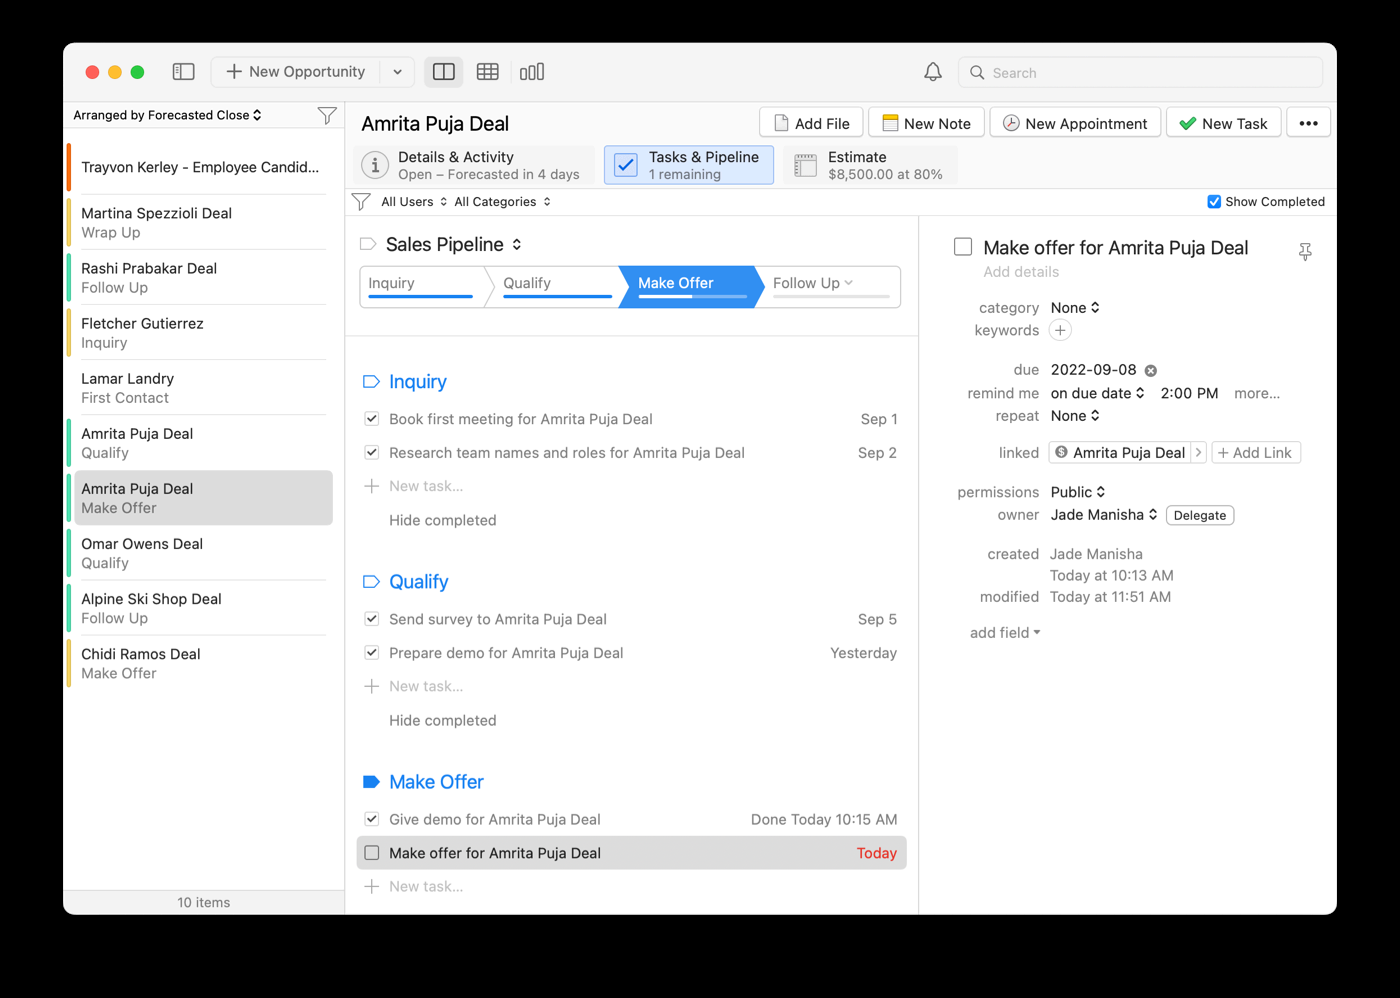 New Opportunity
Search
Arranged by Forecasted Close
Trayvon Kerley - Employee Candid...
Martina Spezzioli Deal
Wrap Up
Rashi Prabakar Deal
Follow Up
Fletcher Gutierrez
Inquiry
Lamar Landry
First Contact
Amrita Puja Deal
Qualify
Amrita Puja Deal
Make Offer
Omar Owens Deal
Qualify
Alpine Ski Shop Deal
Follow Up
Chidi Ramos Deal
Make Offer
10 items
Amrita Puja Deal
Add File
New Note
New Appointment
New Task
Details & Activity
Open – Forecasted in 4 days
Tasks & Pipeline
1 remaining
Estimate
$8,500.00 at 80%
All Users All Categories
Show Completed
Sales Pipeline
Inquiry
Qualify
Make Offer
Follow Up
Inquiry
Book first meeting for Amrita Puja Deal Sep 1
Research team names and roles for Amrita Puja Deal Sep 2
New task...
Hide completed
Qualify
Send survey to Amrita Puja Deal Sep 5
Prepare demo for Amrita Puja Deal Yesterday
New task...
Hide completed
Make Offer
Give demo for Amrita Puja Deal Done Today 10:15 AM
Make offer for Amrita Puja Deal Today
New task...
Make offer for Amrita Puja Deal
Add details
category None
keywords
due 2022-09-08
remind me on due date 2:00 PM more...
repeat None
linked Amrita Puja Deal + Add Link
permissions Public
owner Jade Manisha Delegate
created Jade Manisha
Today at 10:13 AM
modified Today at 11:51 AM
add field